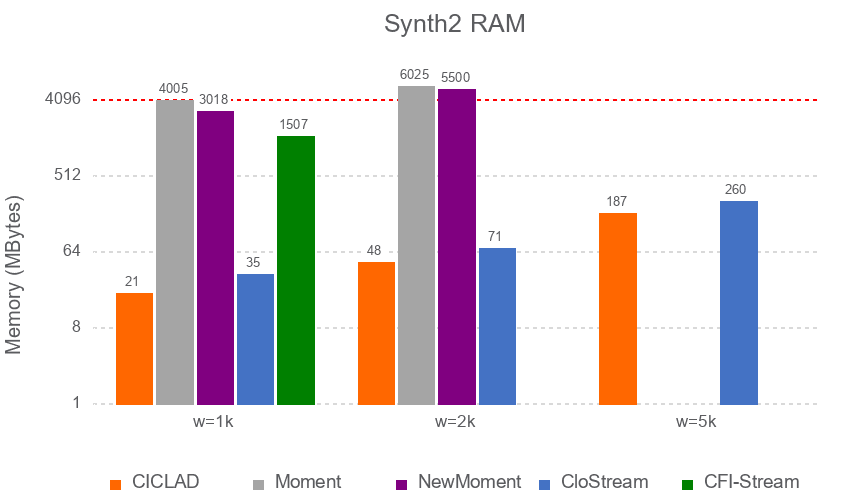 Synth2 RAM
Memory (MBytes)
4096
512
64
8
1
21
4005
3018
35
1507
48
6025
5500
71
187
260
w=1k
w=2k
w=5k
CICLAD
Moment
NewMoment
CloStream
CFI-Stream